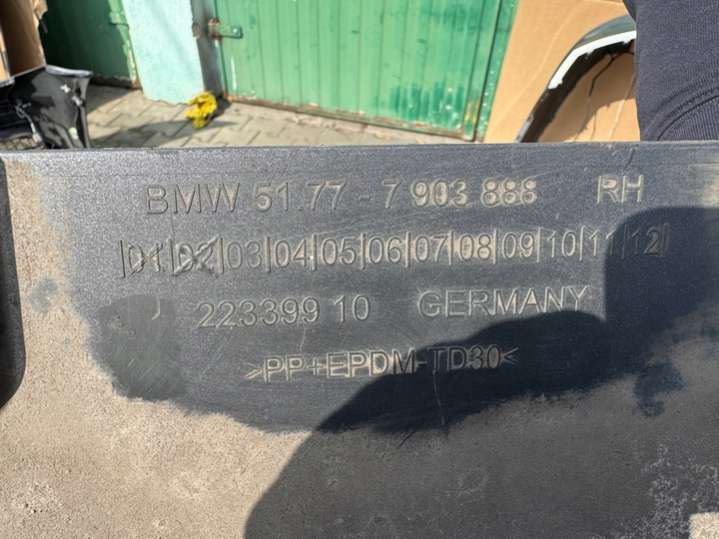 BMW 51.77 - 7 903 888 RH
|01|02|03|04|05|06|07|08|09|10|11|12|
223399 10 GERMANY
>PP+EPDM-TD30<